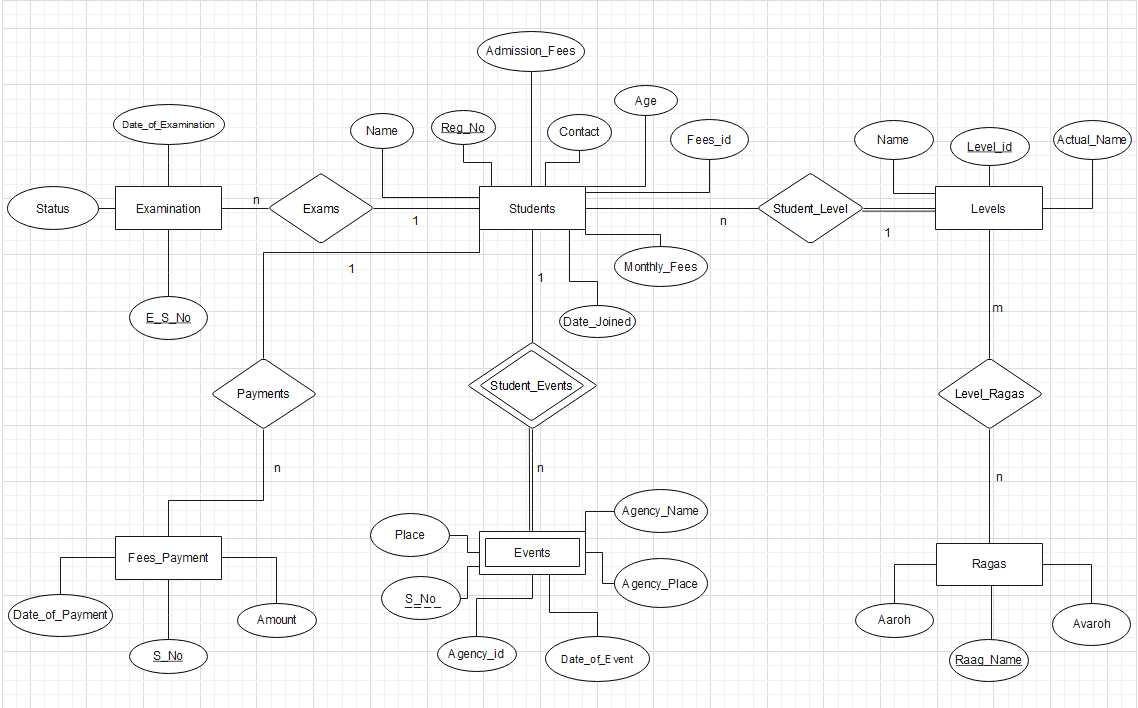 Admission_Fees
Age
Date_of_Examination
Name
Reg_No
Contact
Fees_id
Name
Level_id
Actual_Name
Status
Examination
n
Exams
1
Students
n
Student_Level
1
Levels
1
1
Monthly_Fees
E_S_No
Date_Joined
m
Payments
Student_Events
Level_Ragas
n
n
n
Agency_Name
Place
Fees_Payment
Events
Ragas
Agency_Place
S_No
Date_of_Payment
Amount
Aaroh
Avaroh
S_No
Agency_id
Date_of_Event
Raag_Name